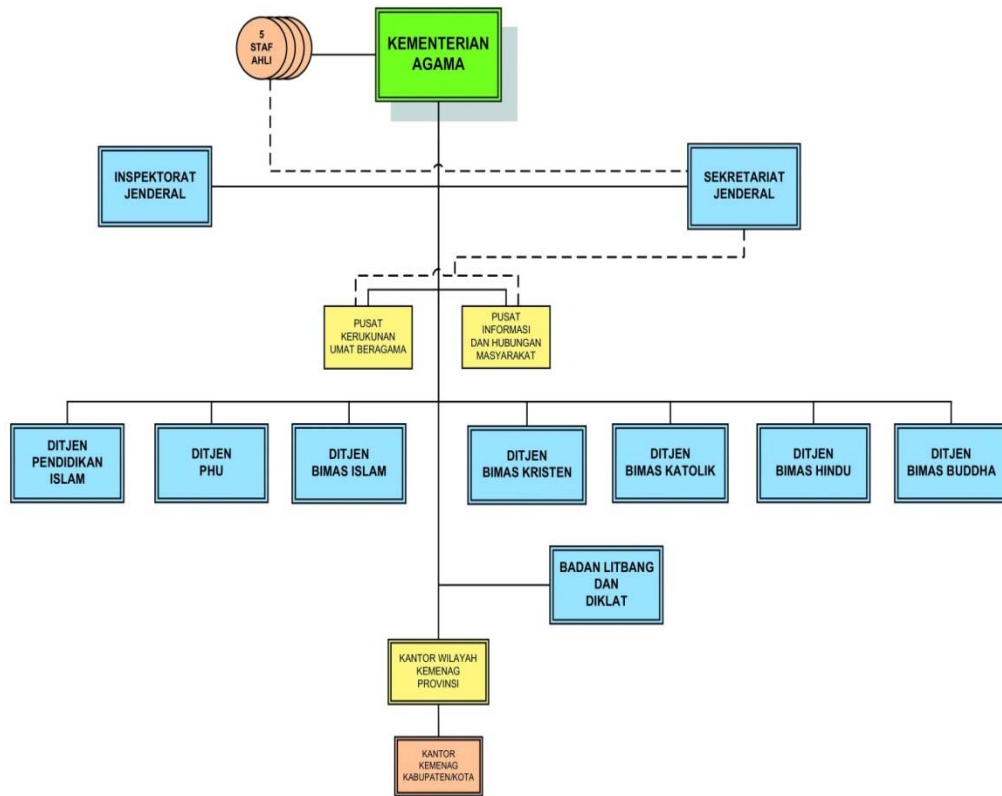 5
STAF
AHLI
KEMENTERIAN
AGAMA
INSPEKTORAT
JENDERAL
SEKRETARIAT
JENDERAL
PUSAT
KERUKUNAN
UMAT BERAGAMA
PUSAT
INFORMASI
DAN HUBUNGAN
MASYARAKAT
DITJEN
PENDIDIKAN
ISLAM
DITJEN
PHU
DITJEN
BIMAS ISLAM
DITJEN
BIMAS KRISTEN
DITJEN
BIMAS KATOLIK
DITJEN
BIMAS HINDU
DITJEN
BIMAS BUDDHA
BADAN LITBANG
DAN
DIKLAT
KANTOR WILAYAH
KEMENAG
PROVINSI
KANTOR
KEMENAG
KABUPATEN/KOTA